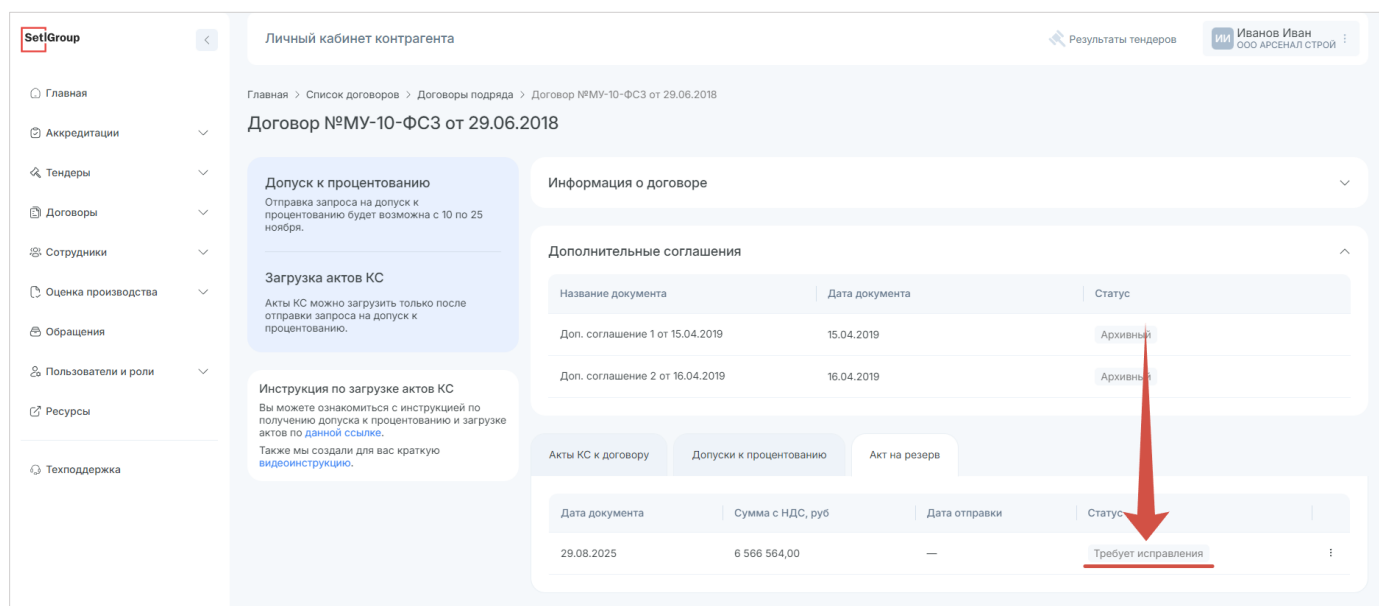 SetlGroup
Личный кабинет контрагента
Результаты тендеров
ИИ
Иванов Иван
ООО АРСЕНАЛ СТРОЙ
Главная
Аккредитации
Тендеры
Договоры
Сотрудники
Оценка производства
Обращения
Пользователи и роли
Ресурсы
Техподдержка
Главная > Список договоров > Договоры подряда > Договор №МУ-10-ФСЗ от 29.06.2018
Договор №МУ-10-ФСЗ от 29.06.2018
Допуск к процентованию
Отправка запроса на допуск к
процентованию будет возможна с 10 по 25
ноября.
Загрузка актов КС
Акты КС можно загрузить только после
отправки запроса на допуск к
процентованию.
Инструкция по загрузке актов КС
Вы можете ознакомиться с инструкцией по
получению допуска к процентованию и загрузке
актов по данной ссылке.
Также мы создали для вас краткую
видеоинструкцию.
Информация о договоре
Дополнительные соглашения
Название документа Дата документа Статус
Доп. соглашение 1 от 15.04.2019 15.04.2019 Архивный
Доп. соглашение 2 от 16.04.2019 16.04.2019 Архивный
Акты КС к договору Допуски к процентованию Акт на резерв
Дата документа Сумма с НДС, руб Дата отправки Статус
29.08.2025 6 566 564,00 — Требует исправления